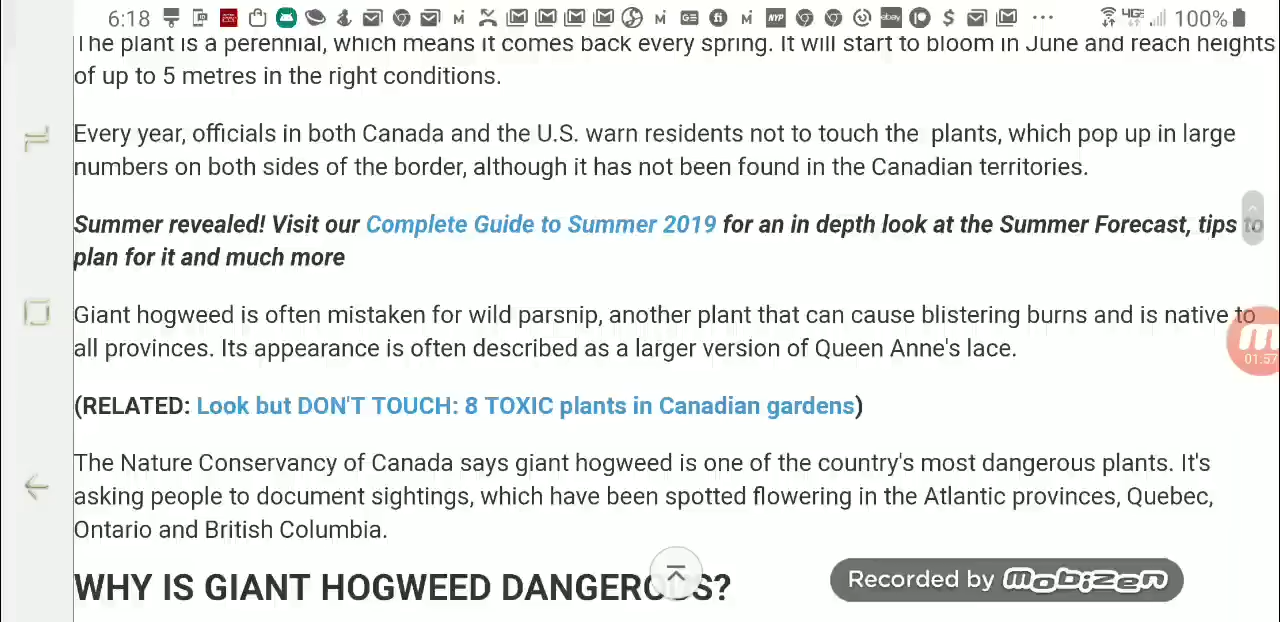 6:18
NYP
ebay
4G
100%
The plant is a perennial, which means it comes back every spring. It will start to bloom in June and reach heights
of up to 5 metres in the right conditions.
Every year, officials in both Canada and the U.S. warn residents not to touch the  plants, which pop up in large
numbers on both sides of the border, although it has not been found in the Canadian territories.
Summer revealed! Visit our Complete Guide to Summer 2019 for an in depth look at the Summer Forecast, tips to
plan for it and much more
Giant hogweed is often mistaken for wild parsnip, another plant that can cause blistering burns and is native to
all provinces. Its appearance is often described as a larger version of Queen Anne's lace.
01:57
(RELATED: Look but DON'T TOUCH: 8 TOXIC plants in Canadian gardens)
The Nature Conservancy of Canada says giant hogweed is one of the country's most dangerous plants. It's
asking people to document sightings, which have been spotted flowering in the Atlantic provinces, Quebec,
Ontario and British Columbia.
WHY IS GIANT HOGWEED DANGEROUS?
Recorded by mobizen